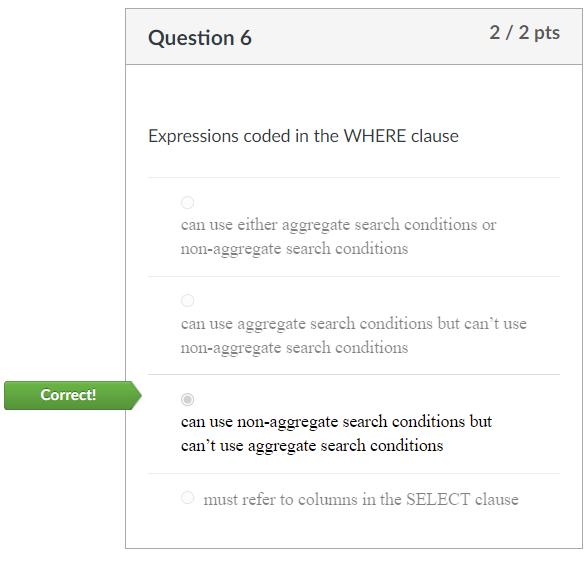 Question 6
2 / 2 pts
Expressions coded in the WHERE clause
can use either aggregate search conditions or
non-aggregate search conditions
can use aggregate search conditions but can’t use
non-aggregate search conditions
Correct!
can use non-aggregate search conditions but
can’t use aggregate search conditions
must refer to columns in the SELECT clause